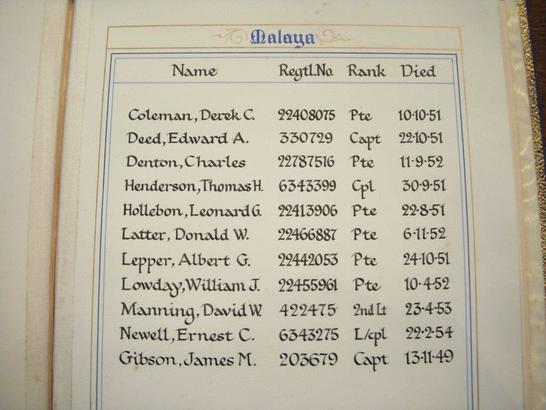 Malaya
Name Regtl.No. Rank Died
Coleman, Derek C. 22408075 Pte 10·10·51
Deed, Edward A. 330729 Capt 22·10·51
Denton, Charles 22787516 Pte 11·9·52
Henderson, Thomas H. 6343399 Cpl 30·9·51
Hollebon, Leonard G. 22413906 Pte 22·8·51
Latter, Donald W. 22466887 Pte 6·11·52
Lepper, Albert G. 22442053 Pte 24·10·51
Lowday, William J. 22455961 Pte 10·4·52
Manning, David W. 422475 2nd Lt 23·4·53
Newell, Ernest C. 6343275 L/cpl 22·2·54
Gibson, James M. 203679 Capt 13·11·49